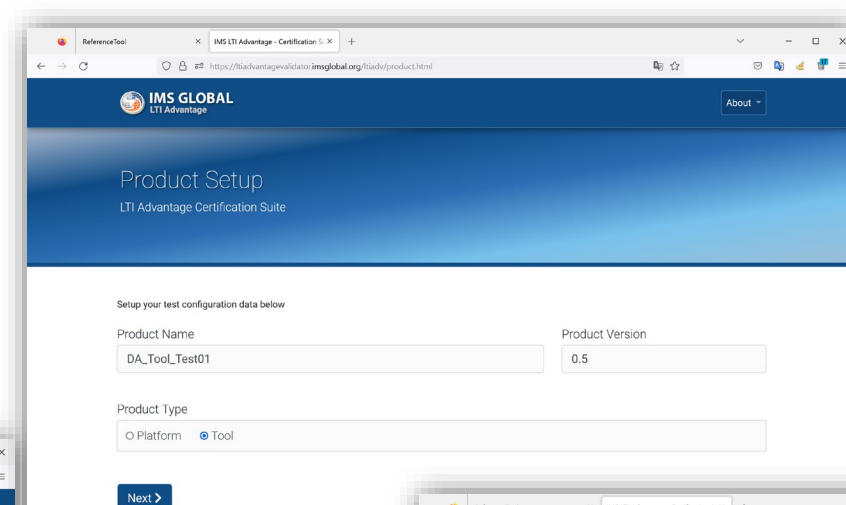 ReferenceTool
IMS LTI Advantage - Certification S
https://ltiadvantagevalidator.imsglobal.org/ltiadv/product.html
IMS GLOBAL
LTI Advantage
About
Product Setup
LTI Advantage Certification Suite
Setup your test configuration data below
Product Name
Product Version
DA_Tool_Test01
0.5
Product Type
Platform
Tool
Next